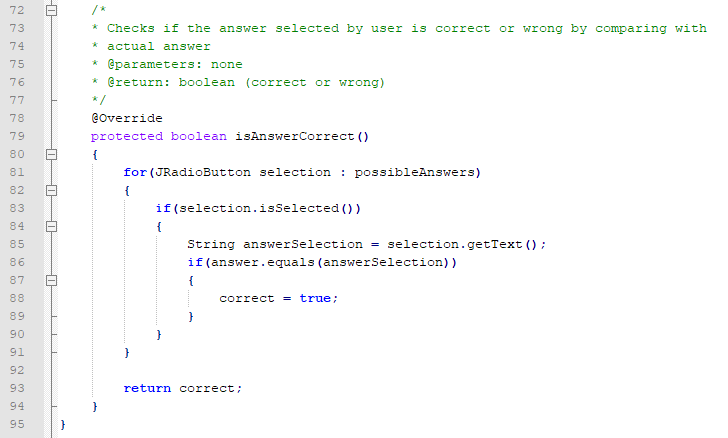 72 /*
73 * Checks if the answer selected by user is correct or wrong by comparing with
74 * actual answer
75 * @parameters: none
76 * @return: boolean (correct or wrong)
77 */
78 @Override
79 protected boolean isAnswerCorrect()
80 {
81 for(JRadioButton selection : possibleAnswers)
82 {
83 if(selection.isSelected())
84 {
85 String answerSelection = selection.getText();
86 if(answer.equals(answerSelection))
87 {
88 correct = true;
89 }
90 }
91 }
92
93 return correct;
94 }
95 }